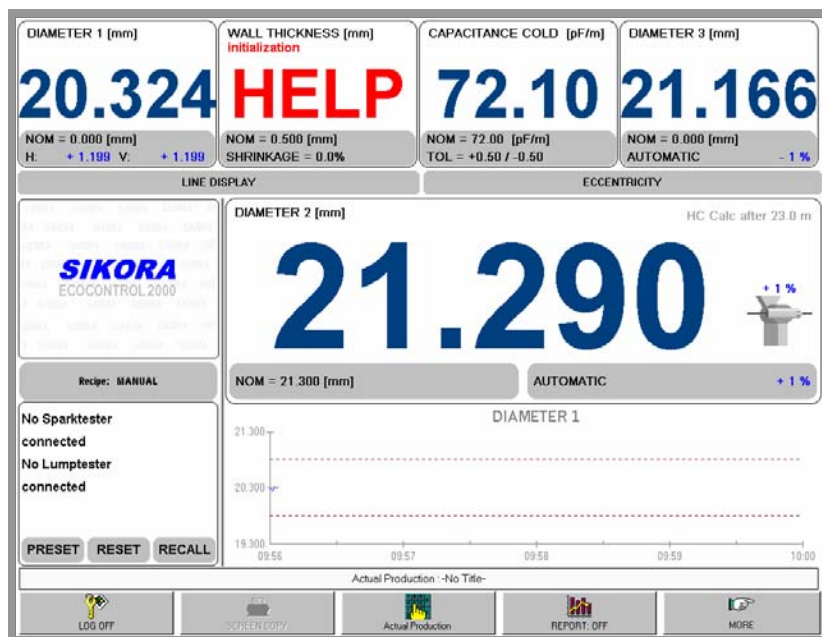 DIAMETER 1 [mm]
20.324
NOM = 0.000 [mm]
H: + 1.199 V: + 1.199
WALL THICKNESS [mm]
initialization
HELP
NOM = 0.500 [mm]
SHRINKAGE = 0.0%
CAPACITANCE COLD [pF/m]
72.10
NOM = 72.00 [pF/m]
TOL = +0.50 / -0.50
DIAMETER 3 [mm]
21.166
NOM = 0.000 [mm]
AUTOMATIC - 1 %
LINE DISPLAY
ECCENTRICITY
SIKORA
ECOCONTROL 2000
Recipe: MANUAL
No Sparktester
connected
No Lumptester
connected
PRESET RESET RECALL
DIAMETER 2 [mm]
HC Calc after 23.0 m
21.290
+ 1 %
NOM = 21.300 [mm]
AUTOMATIC + 1 %
DIAMETER 1
21.300
20.300
19.300
09:56 09:57 09:58 09:59 10:00
Actual Production : -No Title-
LOG OFF
SCREEN COPY
Actual Production
REPORT: OFF
MORE